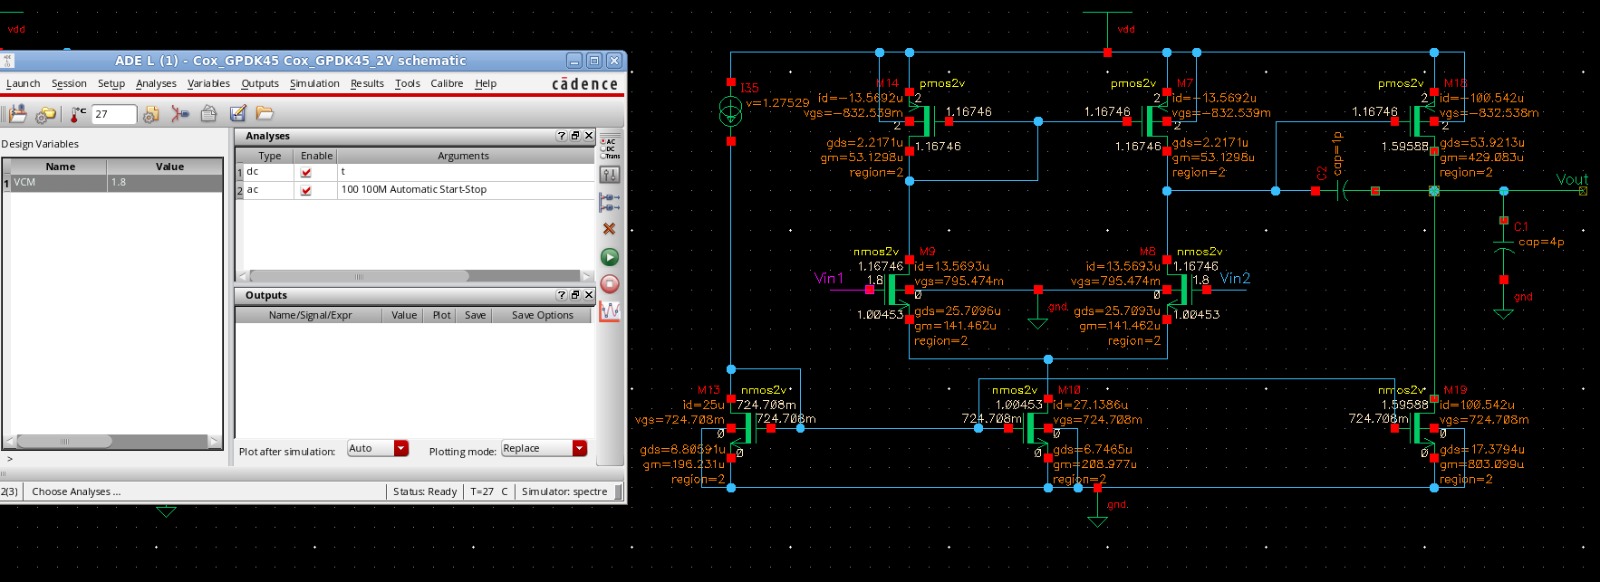 vdd
ADE L (1) - Cox_GPDK45 Cox_GPDK45_2V schematic
Launch Session Setup Analyses Variables Outputs Simulation Results Tools Calibre Help
cādence
27
Design Variables
Name Value
1 VCM 1.8
>
Analyses
Type Enable Arguments
1 dc t
2 ac 100 100M Automatic Start-Stop
Outputs
Name/Signal/Expr Value Plot Save Save Options
Plot after simulation: Auto Plotting mode: Replace
AC
DC
Trans
2(3) Choose Analyses ... Status: Ready T=27 C Simulator: spectre
vdd
I35
v=1.27529
M14
pmos2v
id=-13.5692u
vgs=-832.539m
2
2
1.16746
1.16746
gds=2.2171u
gm=53.1298u
region=2
pmos2v
M7
1.16746
2
2
1.16746
id=-13.5692u
vgs=-832.539m
gds=2.2171u
gm=53.1298u
region=2
pmos2v
1.16746
2
2
1.59588
id=-100.542u
vgs=-832.538m
gds=53.9213u
gm=429.083u
region=2
C2
cap=1p
Vout
C1
cap=4p
gnd
nmos2v
M9
1.16746
Vin1
1.8
0
1.00453
id=13.5693u
vgs=795.474m
gds=25.7096u
gm=141.462u
region=2
gnd
M8
nmos2v
1.16746
1.8
Vin2
0
1.00453
id=13.5693u
vgs=795.474m
gds=25.7093u
gm=141.462u
region=2
M13
nmos2v
id=25u
vgs=724.708m
724.708m
724.708m
0
0
gds=6.80591u
gm=196.231u
region=2
nmos2v
M10
1.00453
724.708m
0
0
id=27.1386u
vgs=724.708m
gds=6.7465u
gm=208.977u
region=2
gnd
nmos2v
M19
1.59588
724.708m
0
0
id=100.542u
vgs=724.708m
gds=17.3794u
gm=803.099u
region=2